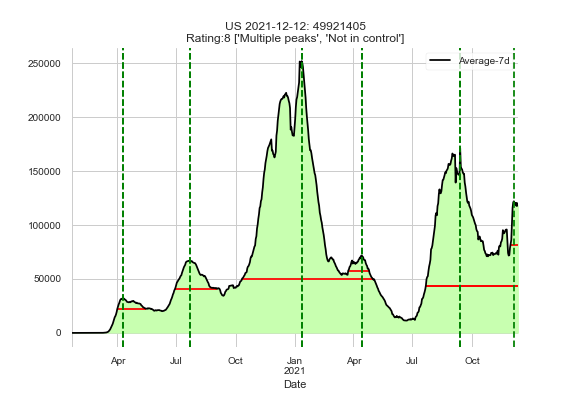 US 2021-12-12: 49921405
Rating:8 ['Multiple peaks', 'Not in control']
Average-7d
250000
200000
150000
100000
50000
0
Apr Jul Oct Jan Apr Jul Oct
2021
Date